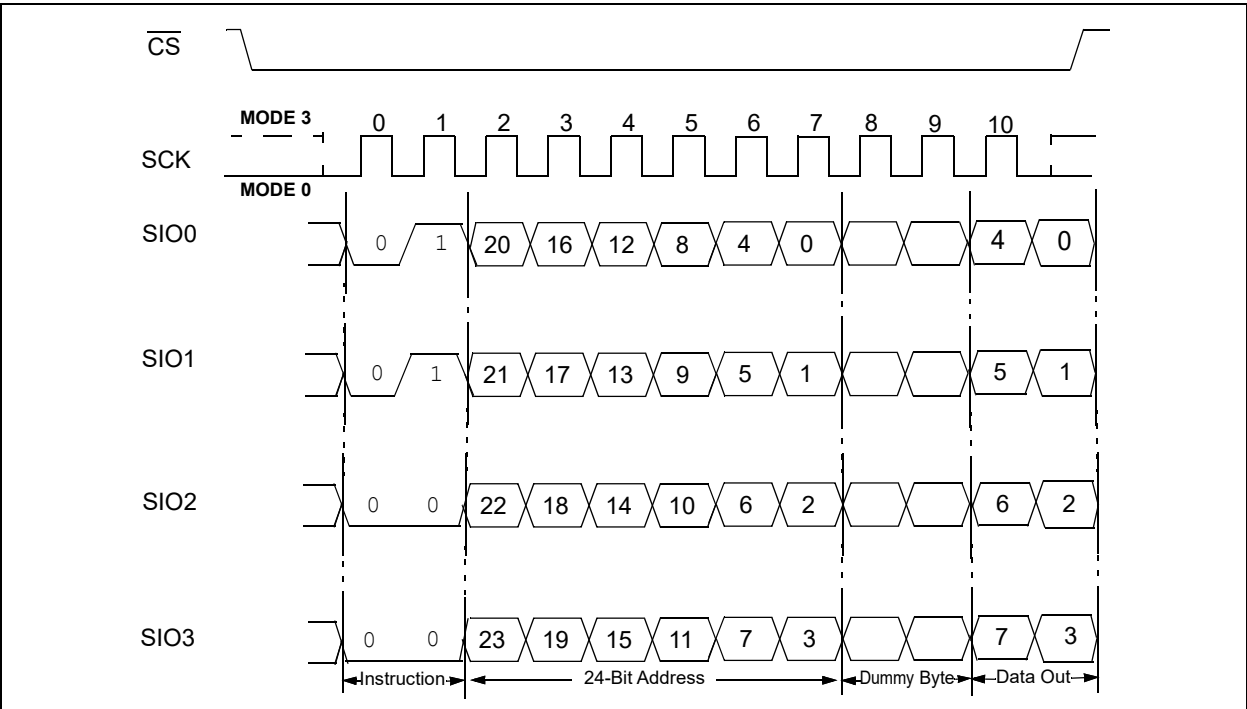 CS
MODE 3 0 1 2 3 4 5 6 7 8 9 10
SCK
MODE 0
SIO0 0 1 20 16 12 8 4 0 4 0
SIO1 0 1 21 17 13 9 5 1 5 1
SIO2 0 0 22 18 14 10 6 2 6 2
SIO3 0 0 23 19 15 11 7 3 7 3
Instruction 24-Bit Address Dummy Byte Data Out